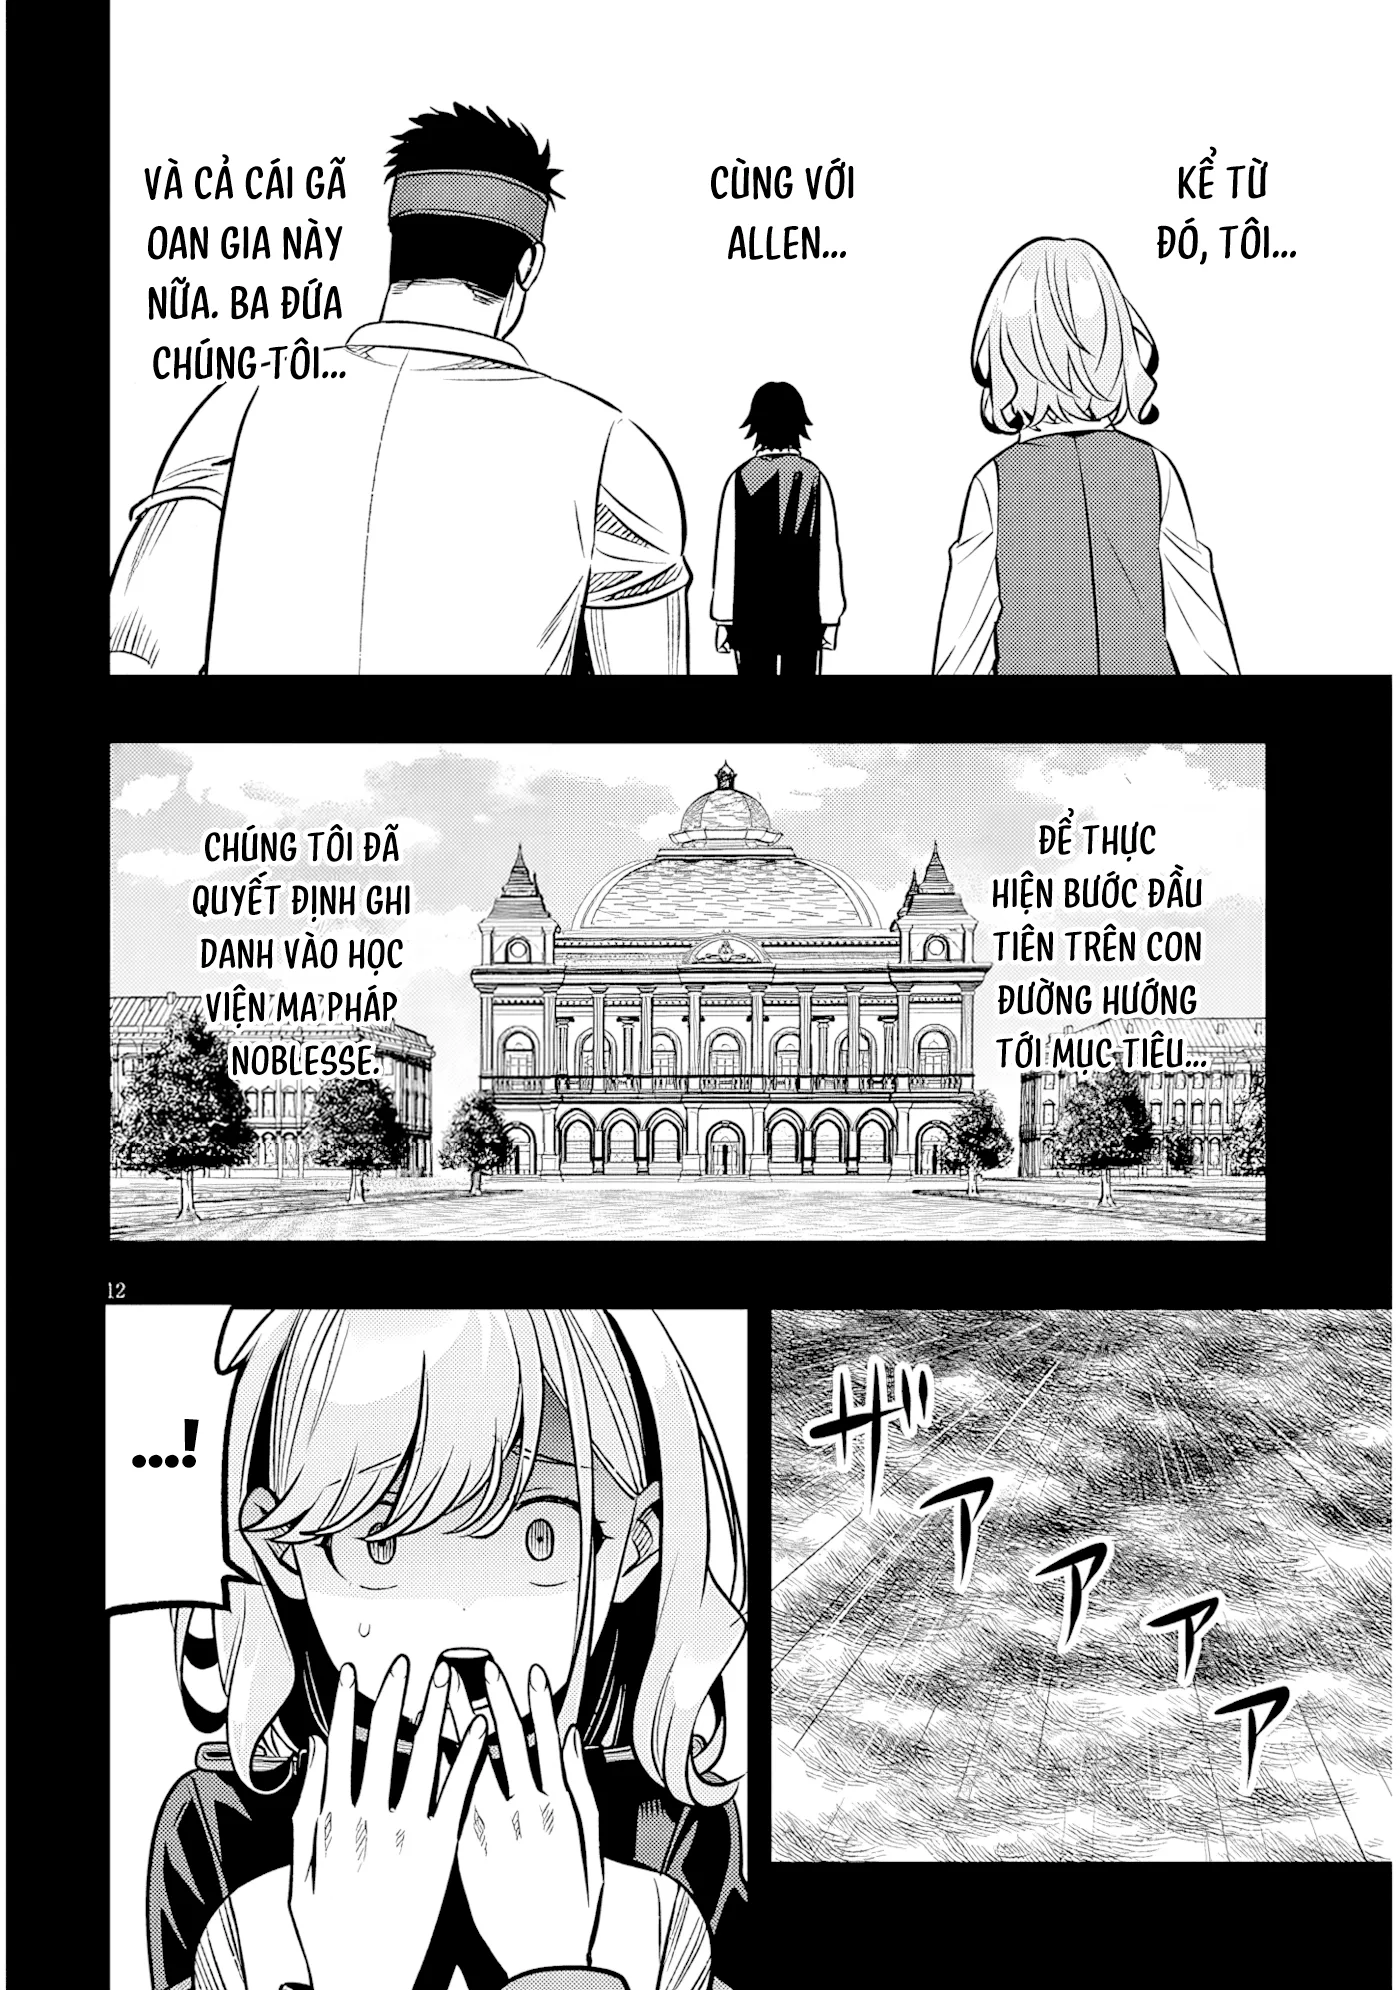 KỂ TỪ
ĐÓ, TÔI...
CÙNG VỚI
ALLEN...
VÀ CẢ CÁI GÃ
OAN GIA NÀY
NỮA. BA ĐỨA
CHÚNG TÔI...
ĐỂ THỰC
HIỆN BƯỚC ĐẦU
TIÊN TRÊN CON
ĐƯỜNG HƯỚNG
TỚI MỤC TIÊU...
CHÚNG TÔI ĐÃ
QUYẾT ĐỊNH GHI
DANH VÀO HỌC
VIỆN MA PHÁP
NOBLESSE.
12
ザアアアア
....!